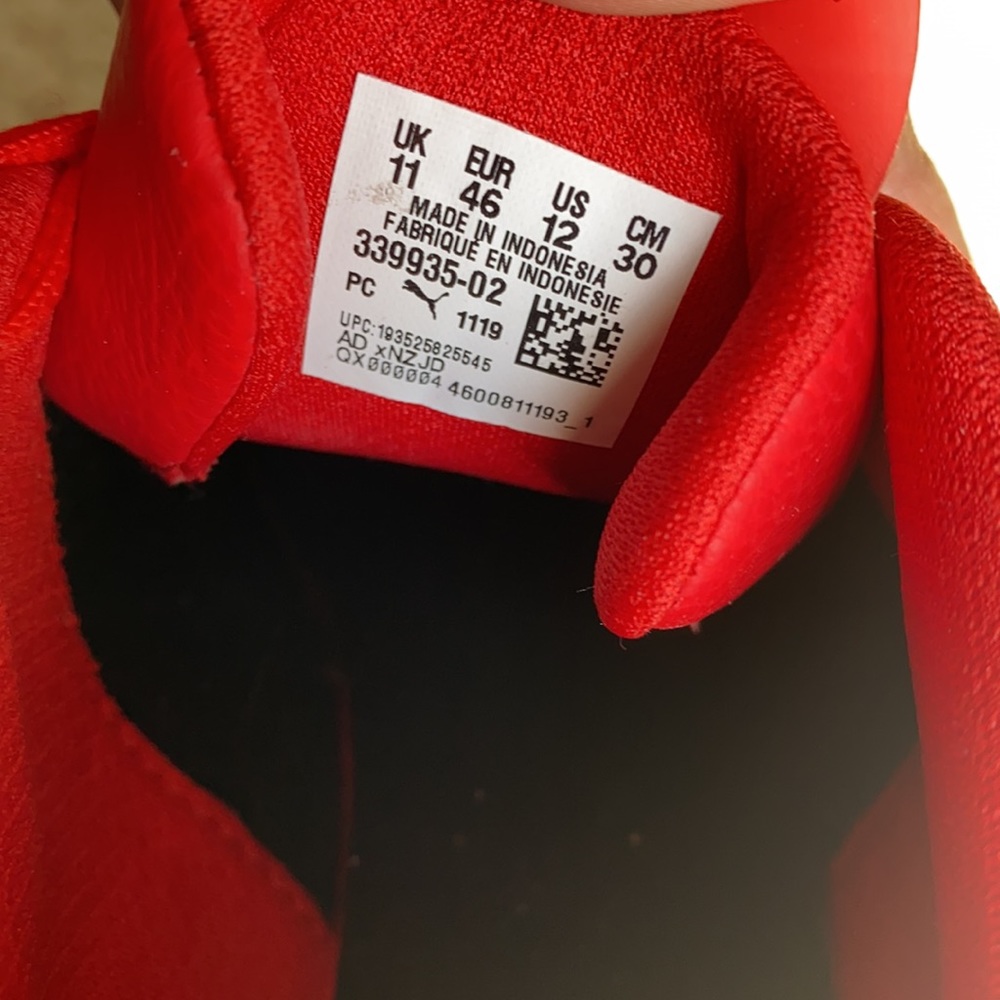 UK EUR US CM
11 46 12 30
MADE IN INDONESIA
FABRIQUÉ EN INDONESIE
339935-02
PC 1119
UPC:193525825545
AD xNZJD
QX000004 4600811193_1